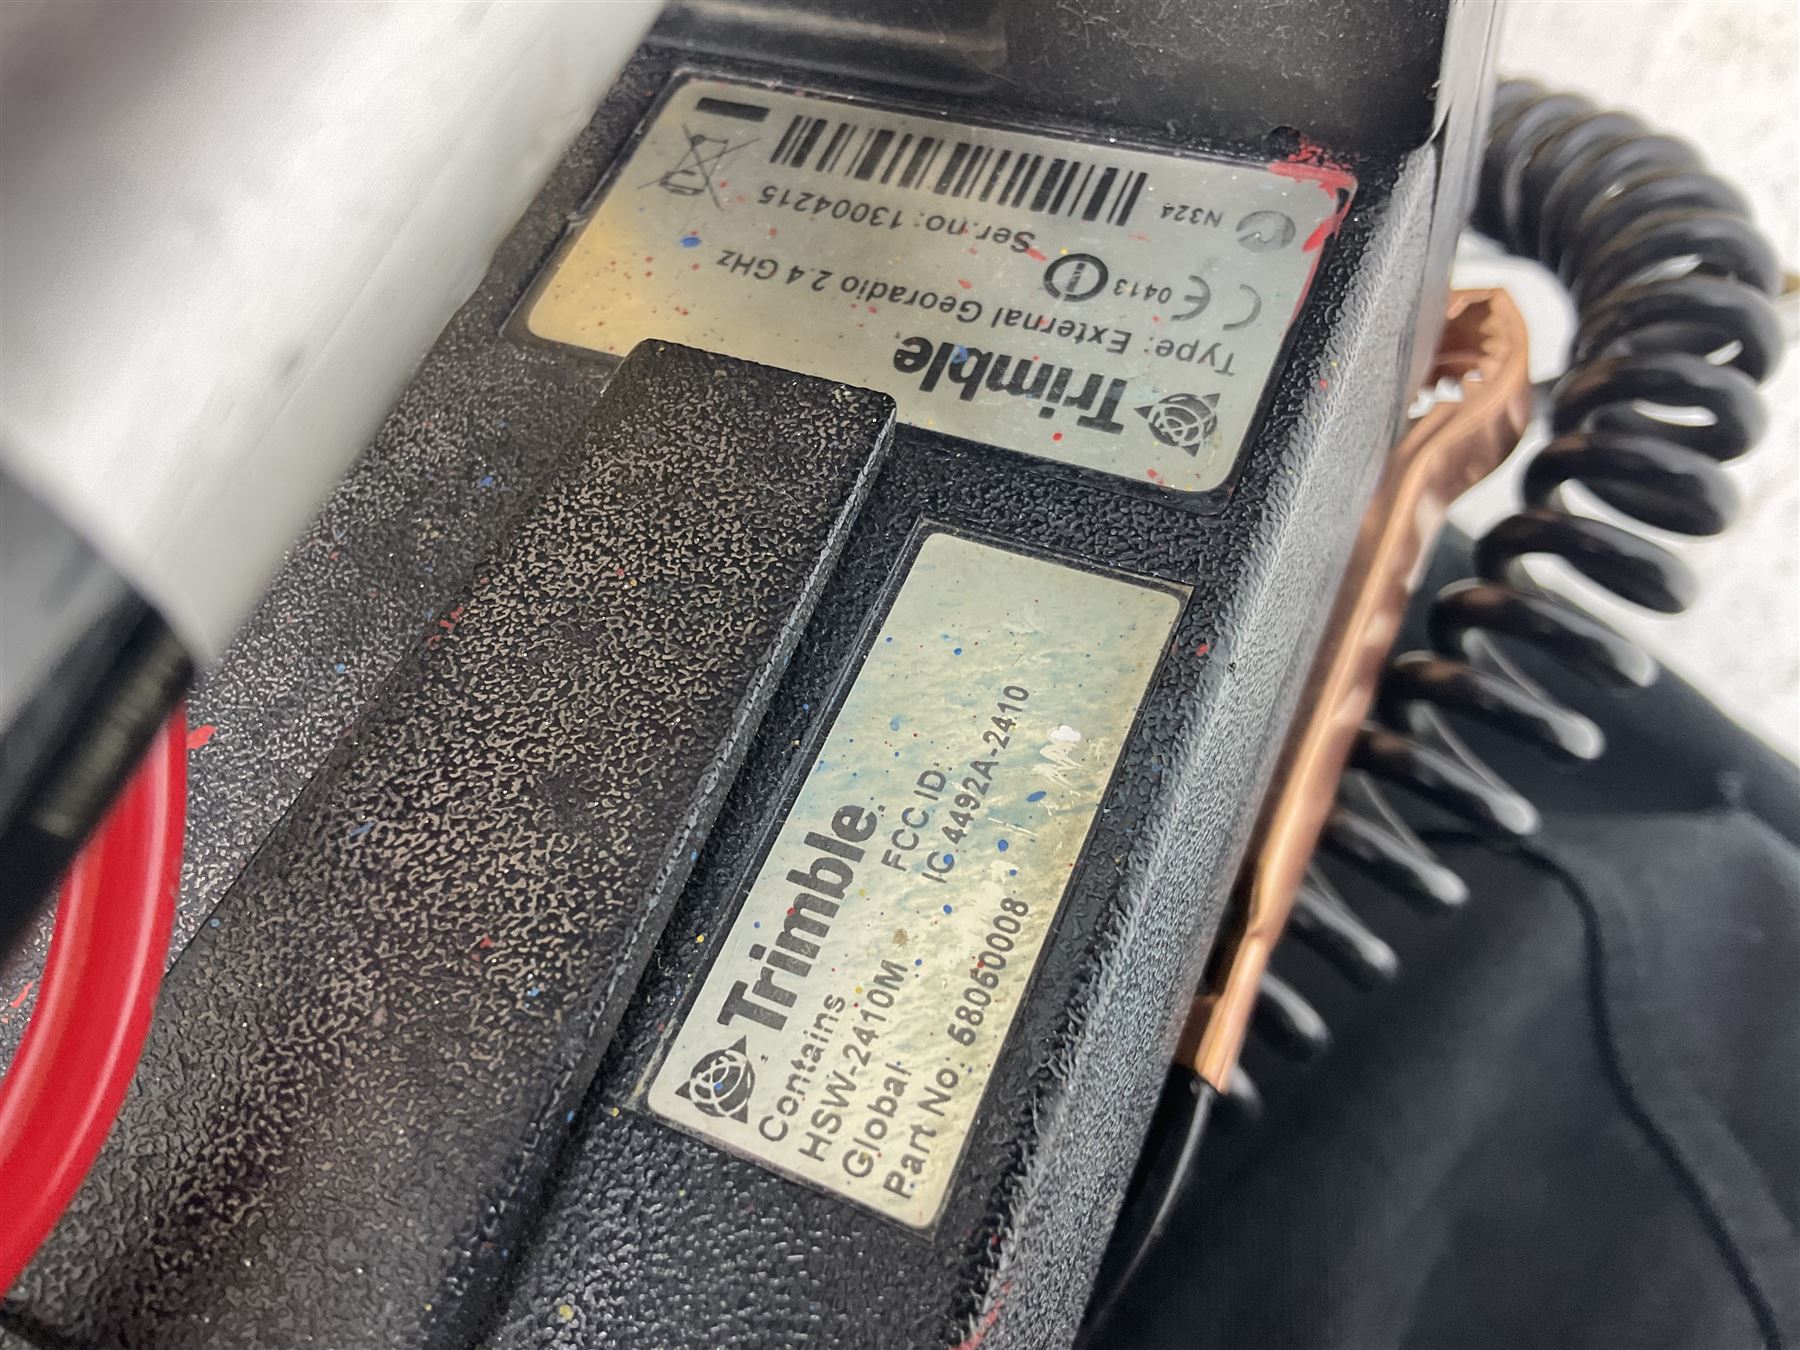 Trimble.
Type: External Georadio 2.4 GHz
CE 0413
Ser.no: 13004215
N324
Trimble.
Contains
HSW-2410M
Global
FCC ID:
IC 4492A-2410
Part No: 58060008